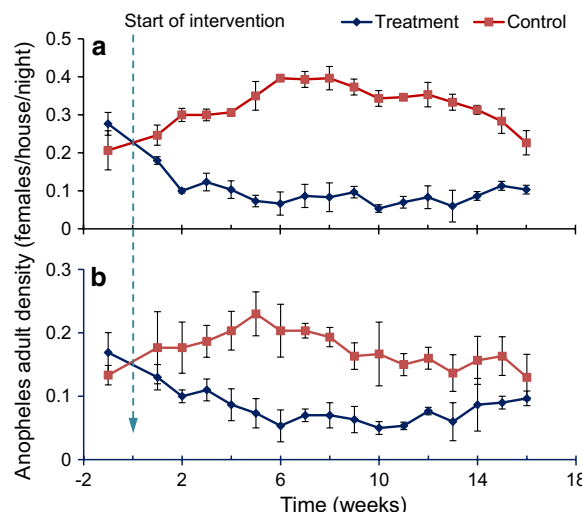 Start of intervention
Treatment Control
a
0.5
0.4
0.3
0.2
0.1
0
b
0.3
0.2
0.1
0
-2 2 6 10 14 18
Time (weeks)
Anopheles adult density (females/house/night)